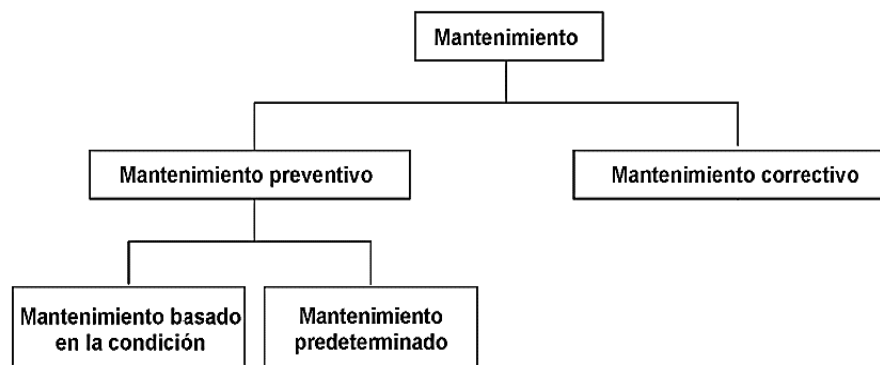 Mantenimiento
Mantenimiento preventivo
Mantenimiento correctivo
Mantenimiento basado
en la condición
Mantenimiento
predeterminado